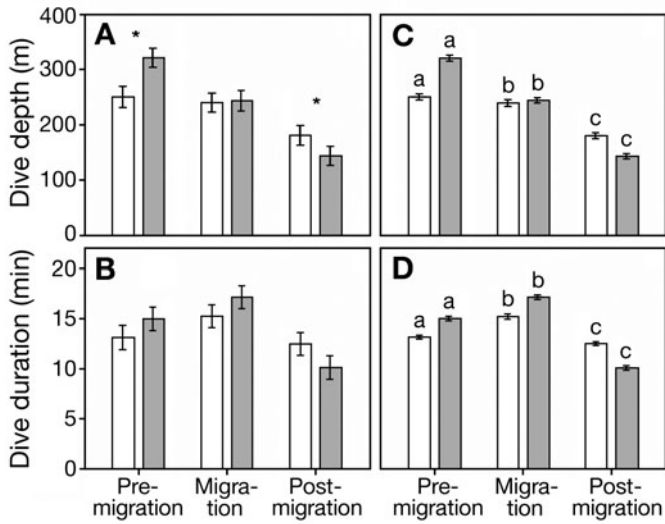 400
300
200
100
0
Dive depth (m)
A
*
*
C
a
a
b
b
c
c
20
15
10
5
0
Dive duration (min)
B
D
a
a
b
b
c
c
Pre-
migration
Migra-
tion
Post-
migration
Pre-
migration
Migra-
tion
Post-
migration